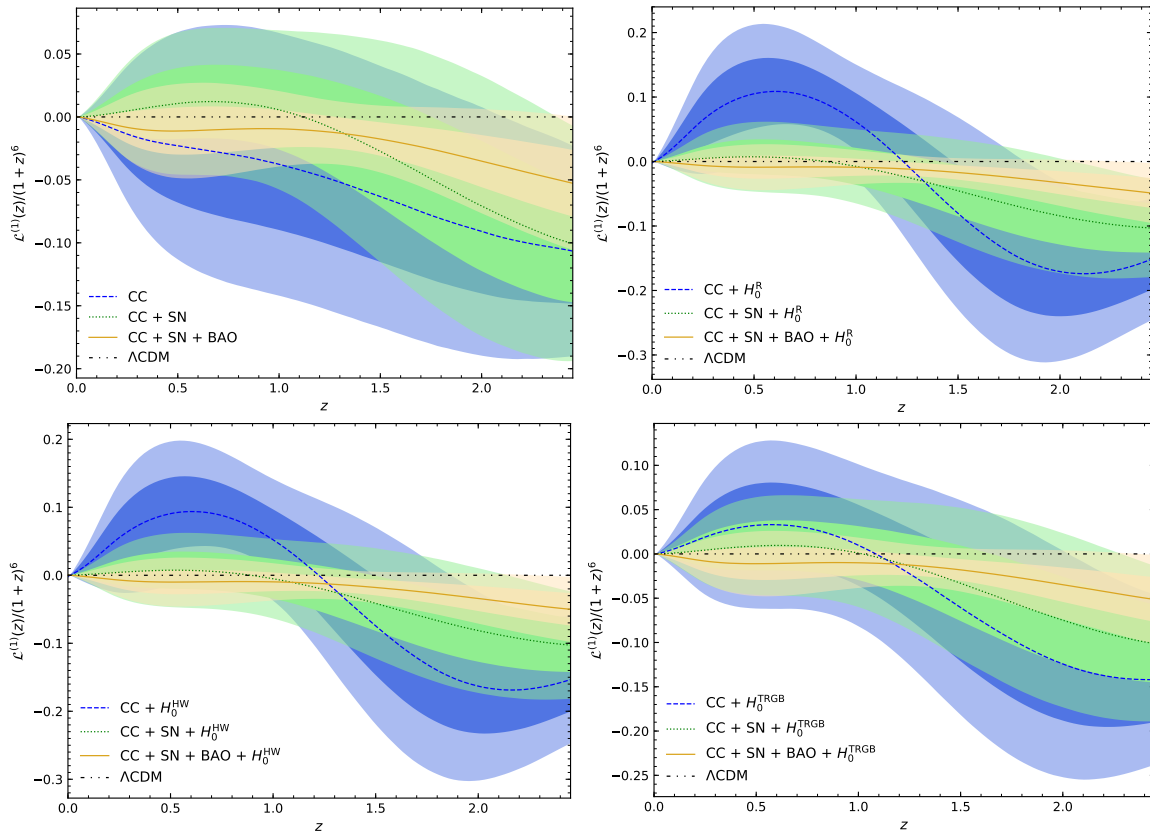 0.05
0.00
−0.05
−0.10
−0.15
−0.20
ℒ⁽¹⁾(z)/(1 + z)⁶
CC
CC + SN
CC + SN + BAO
ΛCDM
0.0 0.5 1.0 1.5 2.0
z
0.2
0.1
0.0
−0.1
−0.2
−0.3
ℒ⁽¹⁾(z)/(1 + z)⁶
CC + H₀ᴿ
CC + SN + H₀ᴿ
CC + SN + BAO + H₀ᴿ
ΛCDM
0.0 0.5 1.0 1.5 2.0
z
0.2
0.1
0.0
−0.1
−0.2
−0.3
ℒ⁽¹⁾(z)/(1 + z)⁶
CC + H₀ᴴᵂ
CC + SN + H₀ᴴᵂ
CC + SN + BAO + H₀ᴴᵂ
ΛCDM
0.0 0.5 1.0 1.5 2.0
z
0.10
0.05
0.00
−0.05
−0.10
−0.15
−0.20
−0.25
ℒ⁽¹⁾(z)/(1 + z)⁶
CC + H₀ᵀᴿᴳᴮ
CC + SN + H₀ᵀᴿᴳᴮ
CC + SN + BAO + H₀ᵀᴿᴳᴮ
ΛCDM
0.0 0.5 1.0 1.5 2.0
z